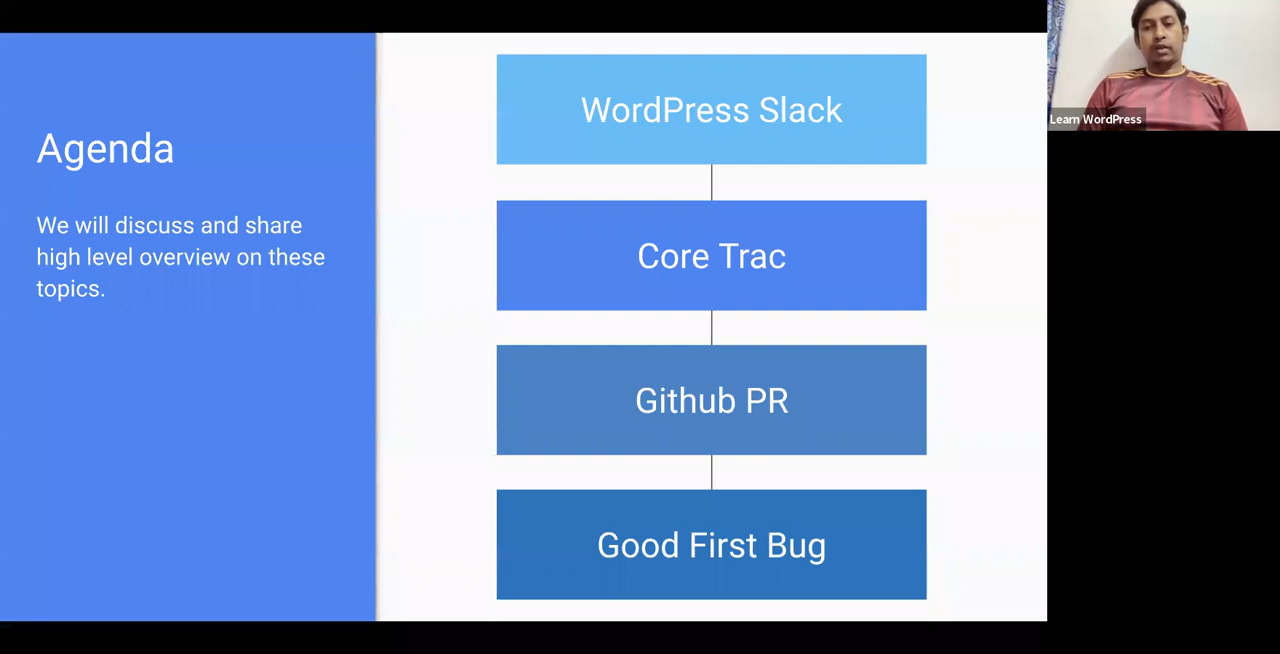 Agenda
We will discuss and share
high level overview on these
topics.
WordPress Slack
Core Trac
Github PR
Good First Bug
Learn WordPress